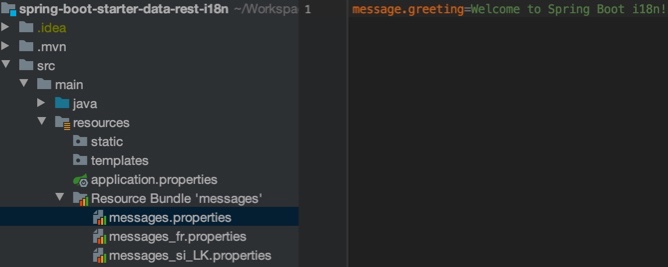 spring-boot-starter-data-rest-i18n ~/Workspa
.idea
.mvn
src
main
java
resources
static
templates
application.properties
Resource Bundle 'messages'
messages.properties
messages_fr.properties
messages_si_LK.properties
1 message.greeting=Welcome to Spring Boot i18n!